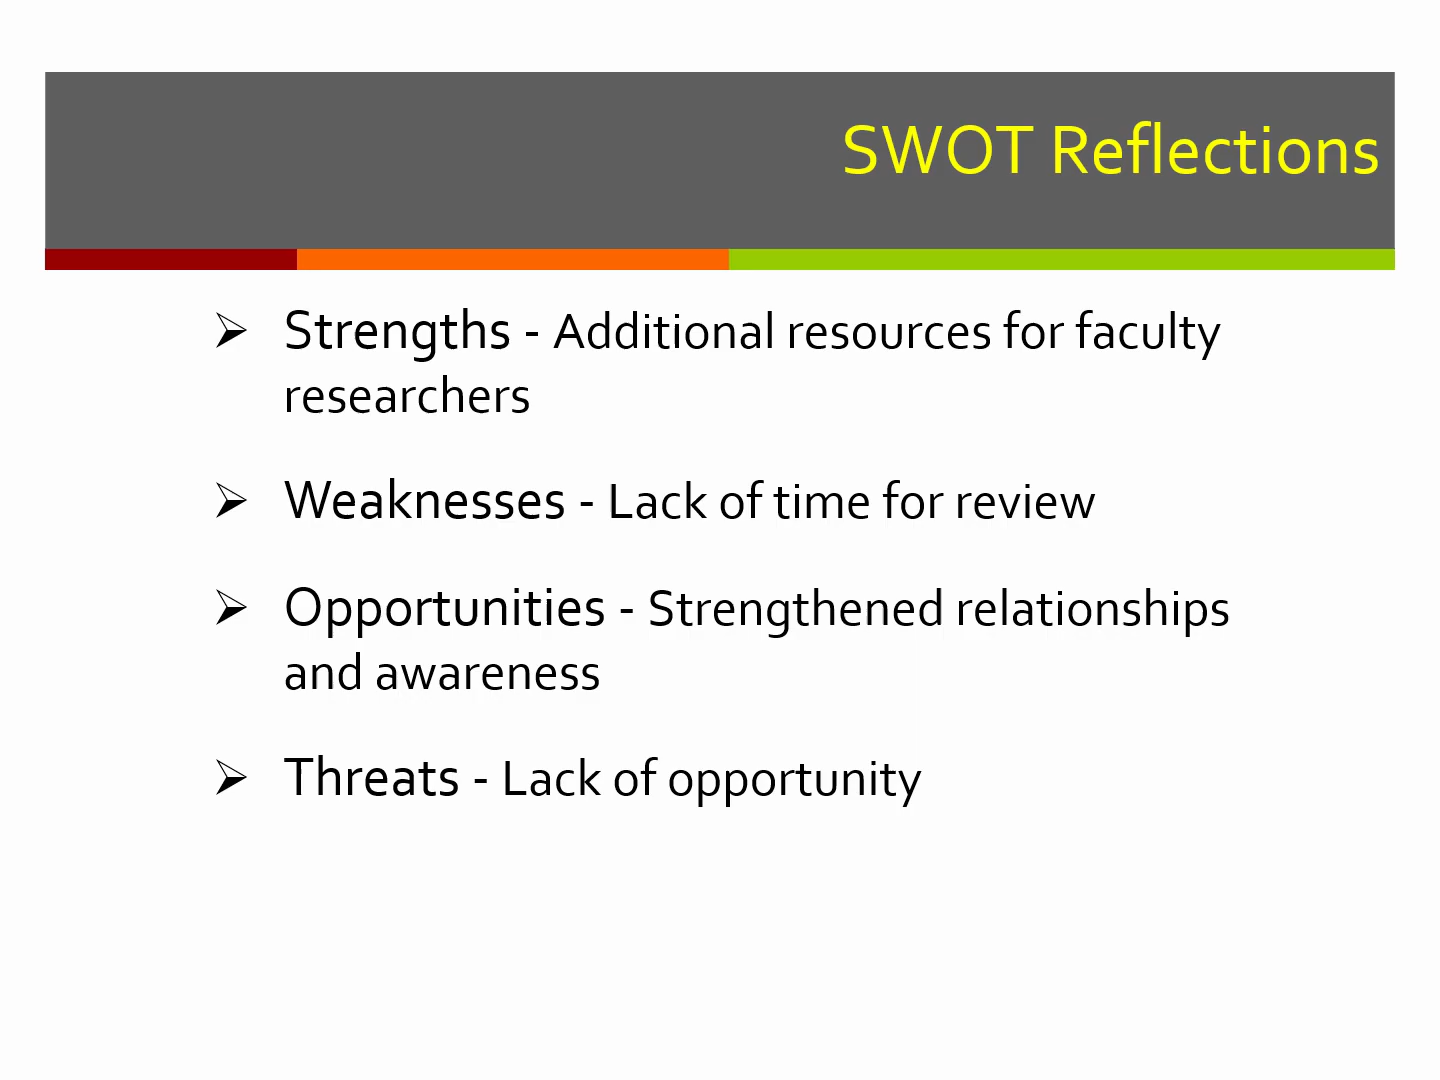 SWOT Reflections
Strengths - Additional resources for faculty
researchers
Weaknesses - Lack of time for review
Opportunities - Strengthened relationships
and awareness
Threats - Lack of opportunity